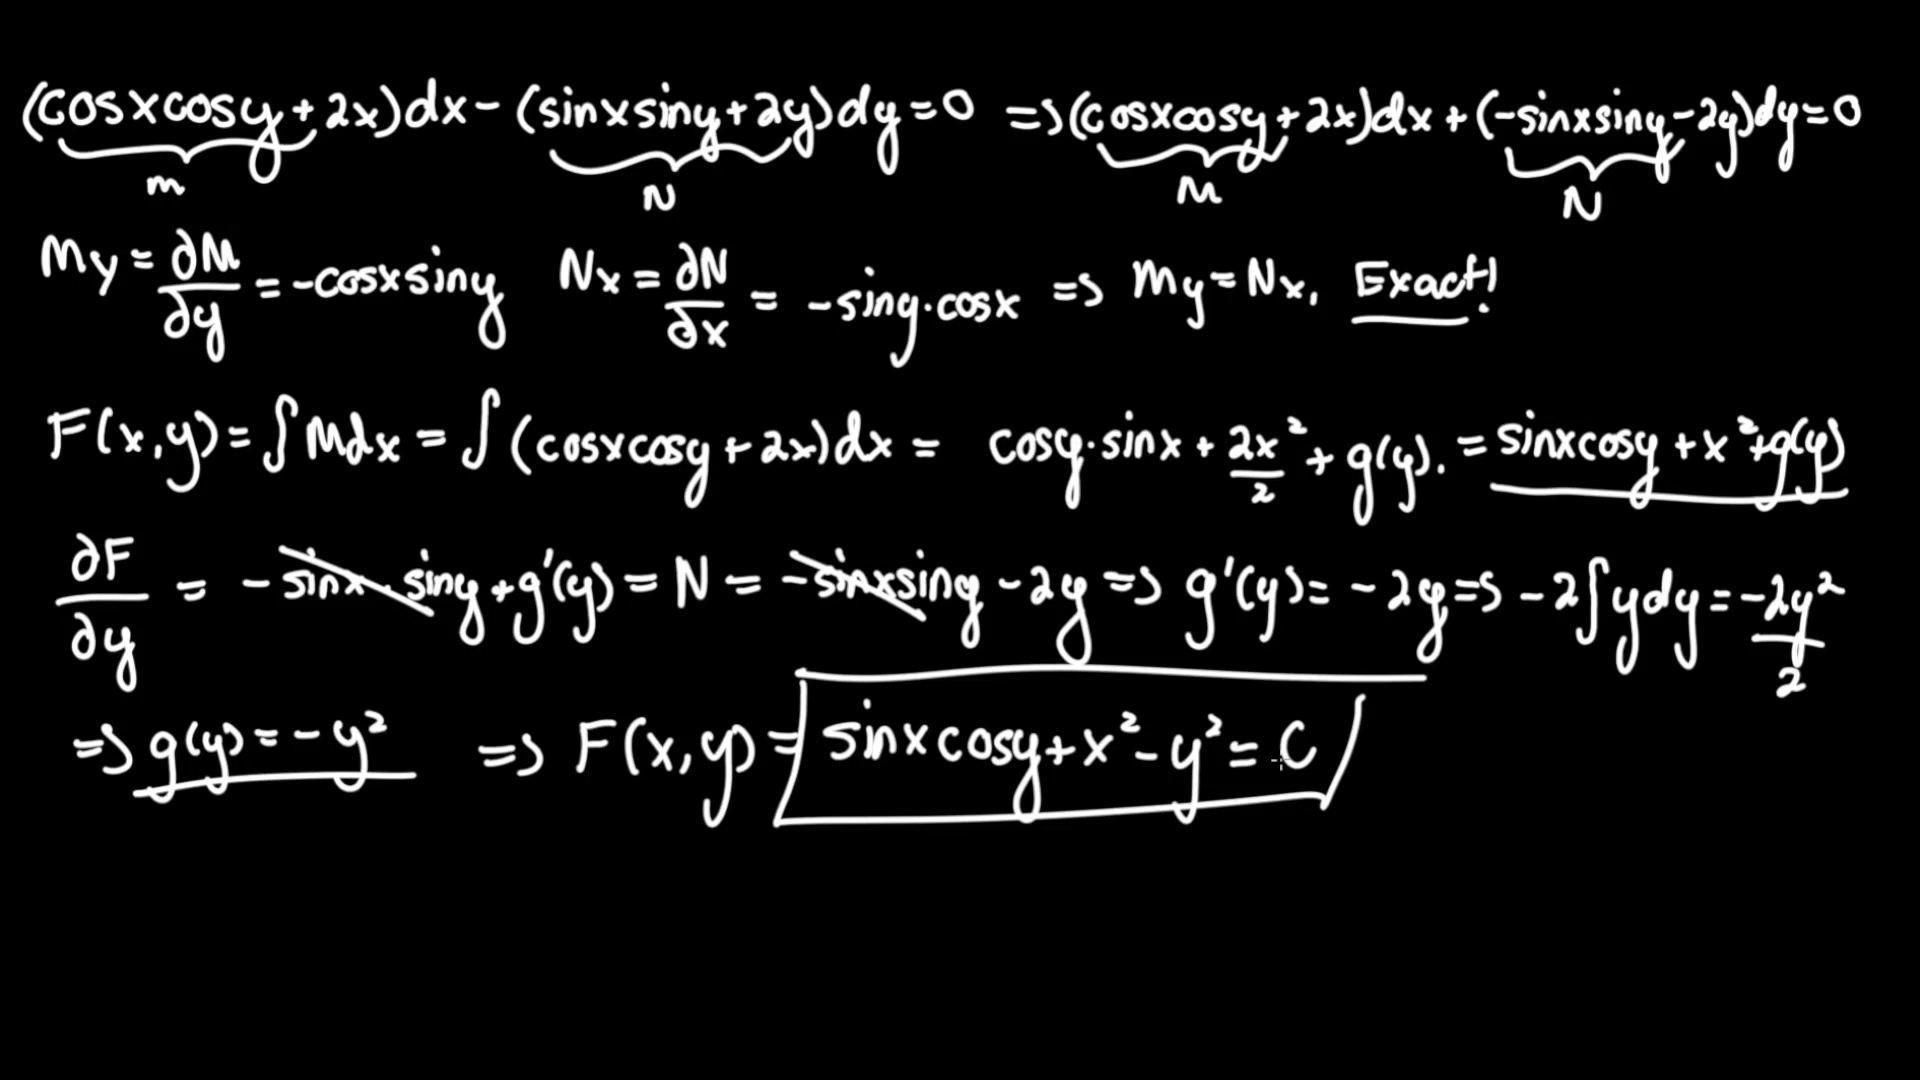 (cosxcosy+2x)dx-(sinxsiny+2y)dy=0 => (cosxcosy+2x)dx+(-sinxsiny-2y)dy=0
m N M N
My = ∂M/∂y = -cosxsiny Nx = ∂N/∂x = -siny·cosx => My=Nx, Exact!
F(x,y)=∫Mdx = ∫(cosxcosy+2x)dx = cosy·sinx + 2x²/2 + g(y). = sinxcosy+x²+g(y)
∂F/∂y = -sinx·siny+g'(y) = N = -sinxsiny-2y => g'(y)=-2y => -2∫ydy = -2y²/2
=> g(y)=-y² => F(x,y)= sinxcosy+x²-y²=C